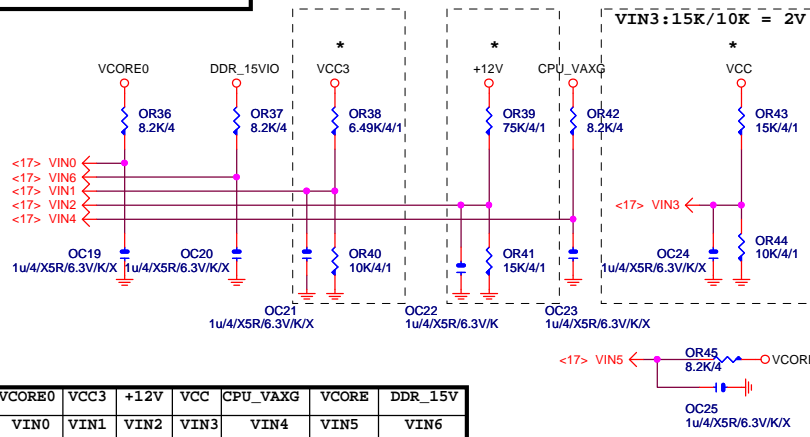 VIN3:15K/10K = 2V
* * *
VCORE0 DDR_15VIO VCC3 +12V CPU_VAXG VCC
OR36 OR37 OR38 OR39 OR42 OR43
8.2K/4 8.2K/4 6.49K/4/1 75K/4/1 8.2K/4 15K/4/1
<17> VIN0
<17> VIN6
<17> VIN1
<17> VIN2
<17> VIN4
<17> VIN3
OC19 OC20 OR40 OR41 OC24 OR44
1u/4/X5R/6.3V/K/X 1u/4/X5R/6.3V/K/X 10K/4/1 15K/4/1 1u/4/X5R/6.3V/K/X 10K/4/1
OC21 OC22 OC23
1u/4/X5R/6.3V/K/X 1u/4/X5R/6.3V/K 1u/4/X5R/6.3V/K/X
<17> VIN5 OR45 VCORE
8.2K/4
OC25
1u/4/X5R/6.3V/K/X
VCORE0 VCC3 +12V VCC CPU_VAXG VCORE DDR_15V
VIN0 VIN1 VIN2 VIN3 VIN4 VIN5 VIN6